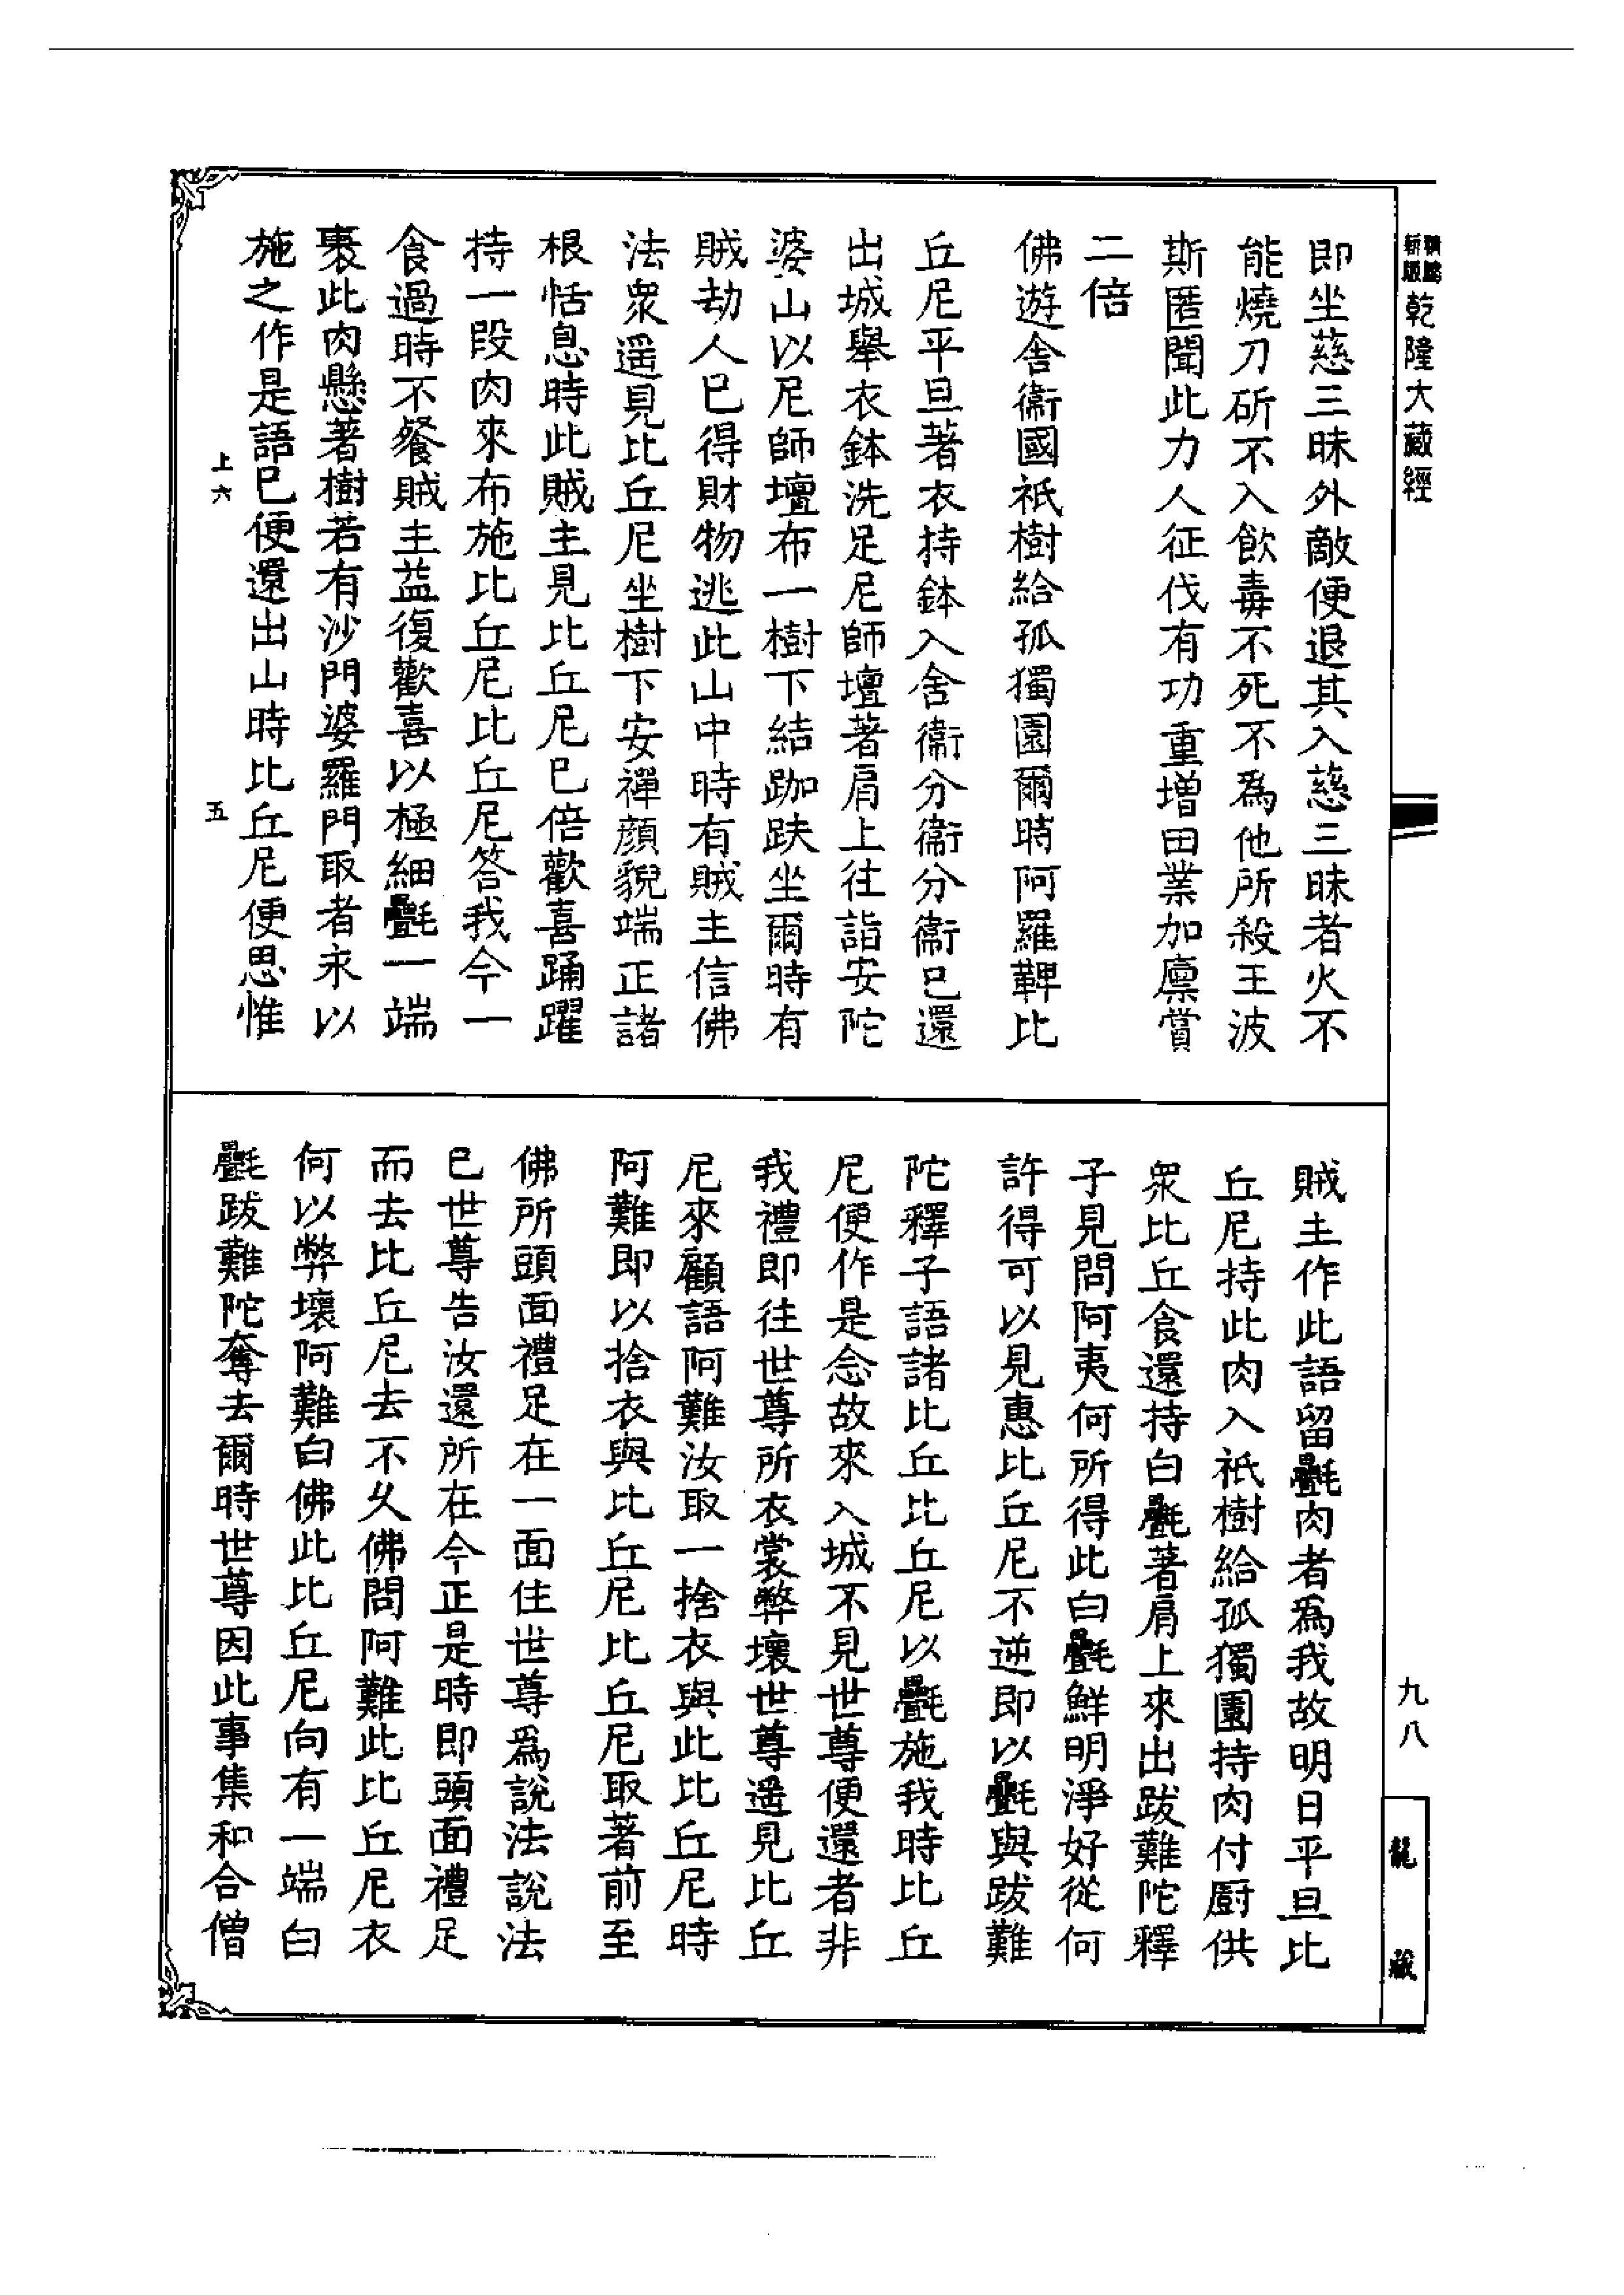 乾隆大藏經
即坐慈三昧外敵便退其入慈三昧者火不
能燒刀斫不入飲毒不死不為他所殺王波
斯匿聞此力人征伐有功重增田業加廩賞
二倍
佛遊舍衞國祇樹給孤獨園爾時阿羅鞞比
丘尼平旦著衣持鉢入舍衞分衞分衞已還
出城舉衣鉢洗足尼師壇著肩上往詣安陀
婆山以尼師壇布一樹下結跏趺坐爾時有
賊劫人已得財物逃此山中時有賊主信佛
法衆遥見比丘尼坐樹下安禪顏貌端正諸
根恬息時此賊主見比丘尼已倍歡喜踊躍
持一段肉來布施比丘尼比丘尼答我今一
食過時不餐賊主益復歡喜以極細㲲一端
裹此肉懸著樹若有沙門婆羅門取者永以
施之作是語已便還出山時比丘尼便思惟
上六
五
賊主作此語留㲲肉者爲我故明日平旦比
丘尼持此肉入祇樹給孤獨園持肉付厨供
衆比丘食還持白㲲著肩上來出跋難陀釋
子見問阿夷何所得此白㲲鮮明淨好從何
許得可以見惠比丘尼不逆即以㲲與跋難
陀釋子語諸比丘比丘尼以㲲施我時比丘
尼便作是念故來入城不見世尊便還者非
我禮即往世尊所衣裳弊壞世尊遥見比丘
尼來顧語阿難汝取一捨衣與此比丘尼時
阿難即以捨衣與比丘尼比丘尼取著前至
佛所頭面禮足在一面住世尊爲說法說法
已世尊告汝還所在今正是時即頭面禮足
而去比丘尼去不久佛問阿難此比丘尼衣
何以弊壞阿難白佛此比丘尼向有一端白
㲲跋難陀奪去爾時世尊因此事集和合僧
九八
龍藏